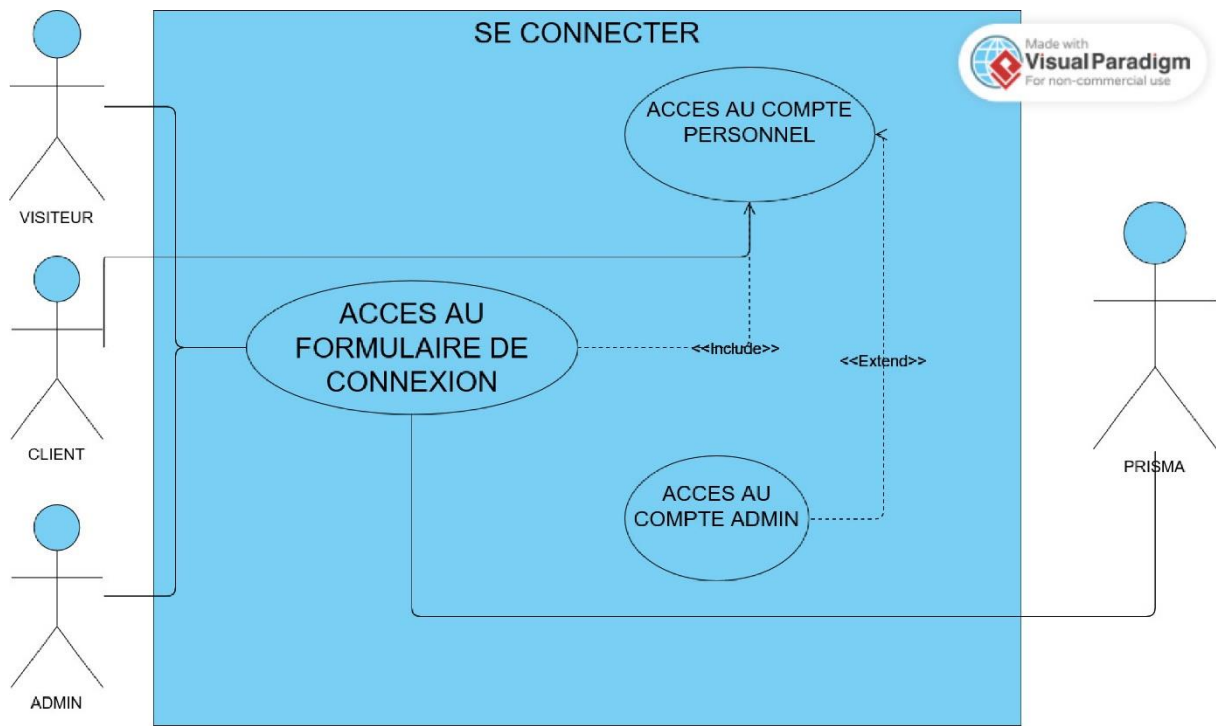 SE CONNECTER
Made with
Visual Paradigm
For non-commercial use
ACCES AU COMPTE
PERSONNEL
VISITEUR
ACCES AU
FORMULAIRE DE
CONNEXION
<<Include>>
<<Extend>>
CLIENT
PRISMA
ACCES AU
COMPTE ADMIN
ADMIN